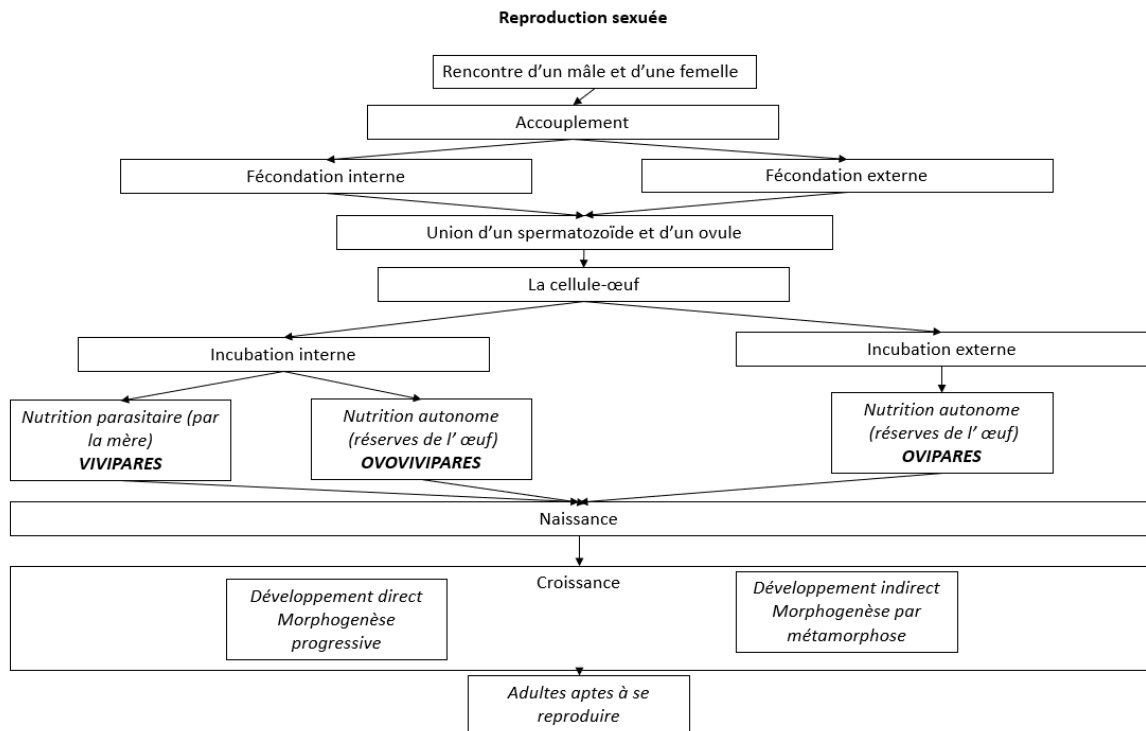 Reproduction sexuée
Rencontre d’un mâle et d’une femelle
Accouplement
Fécondation interne
Fécondation externe
Union d’un spermatozoïde et d’un ovule
La cellule-œuf
Incubation interne
Incubation externe
Nutrition parasitaire (par
la mère)
VIVIPARES
Nutrition autonome
(réserves de l’ œuf)
OVOVIVIPARES
Nutrition autonome
(réserves de l’ œuf)
OVIPARES
Naissance
Croissance
Développement direct
Morphogenèse
progressive
Développement indirect
Morphogenèse par
métamorphose
Adultes aptes à se
reproduire